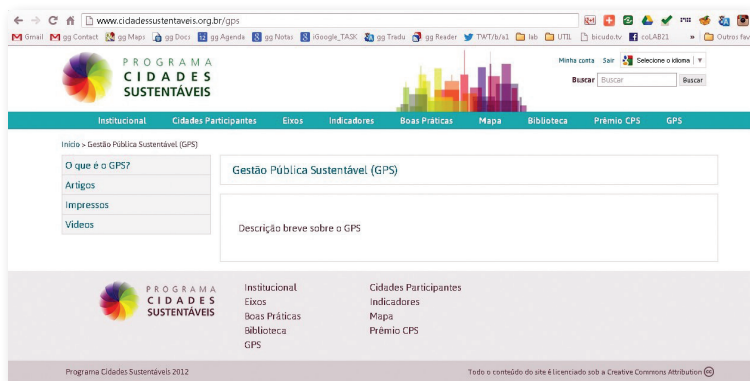 www.cidadessustentaveis.org.br/gps
Gmail gg Contact gg Maps gg Docs gg Agenda gg Notas iGoogle_TASK gg Tradu gg Reader TWT/b/a1 lab UTIL bicudo.tv coLAB21 » Outros fav
PROGRAMA
CIDADES
SUSTENTÁVEIS
Minha conta Sair Selecione o idioma ▼
Buscar Buscar Buscar
Institucional Cidades Participantes Eixos Indicadores Boas Práticas Mapa Biblioteca Prêmio CPS GPS
Início > Gestão Pública Sustentável (GPS)
O que é o GPS?
Artigos
Impressos
Vídeos
Gestão Pública Sustentável (GPS)
Descrição breve sobre o GPS
PROGRAMA
CIDADES
SUSTENTÁVEIS
Institucional
Eixos
Boas Práticas
Biblioteca
GPS
Cidades Participantes
Indicadores
Mapa
Prêmio CPS
Programa Cidades Sustentáveis 2012
Todo o conteúdo do site é licenciado sob a Creative Commons Attribution